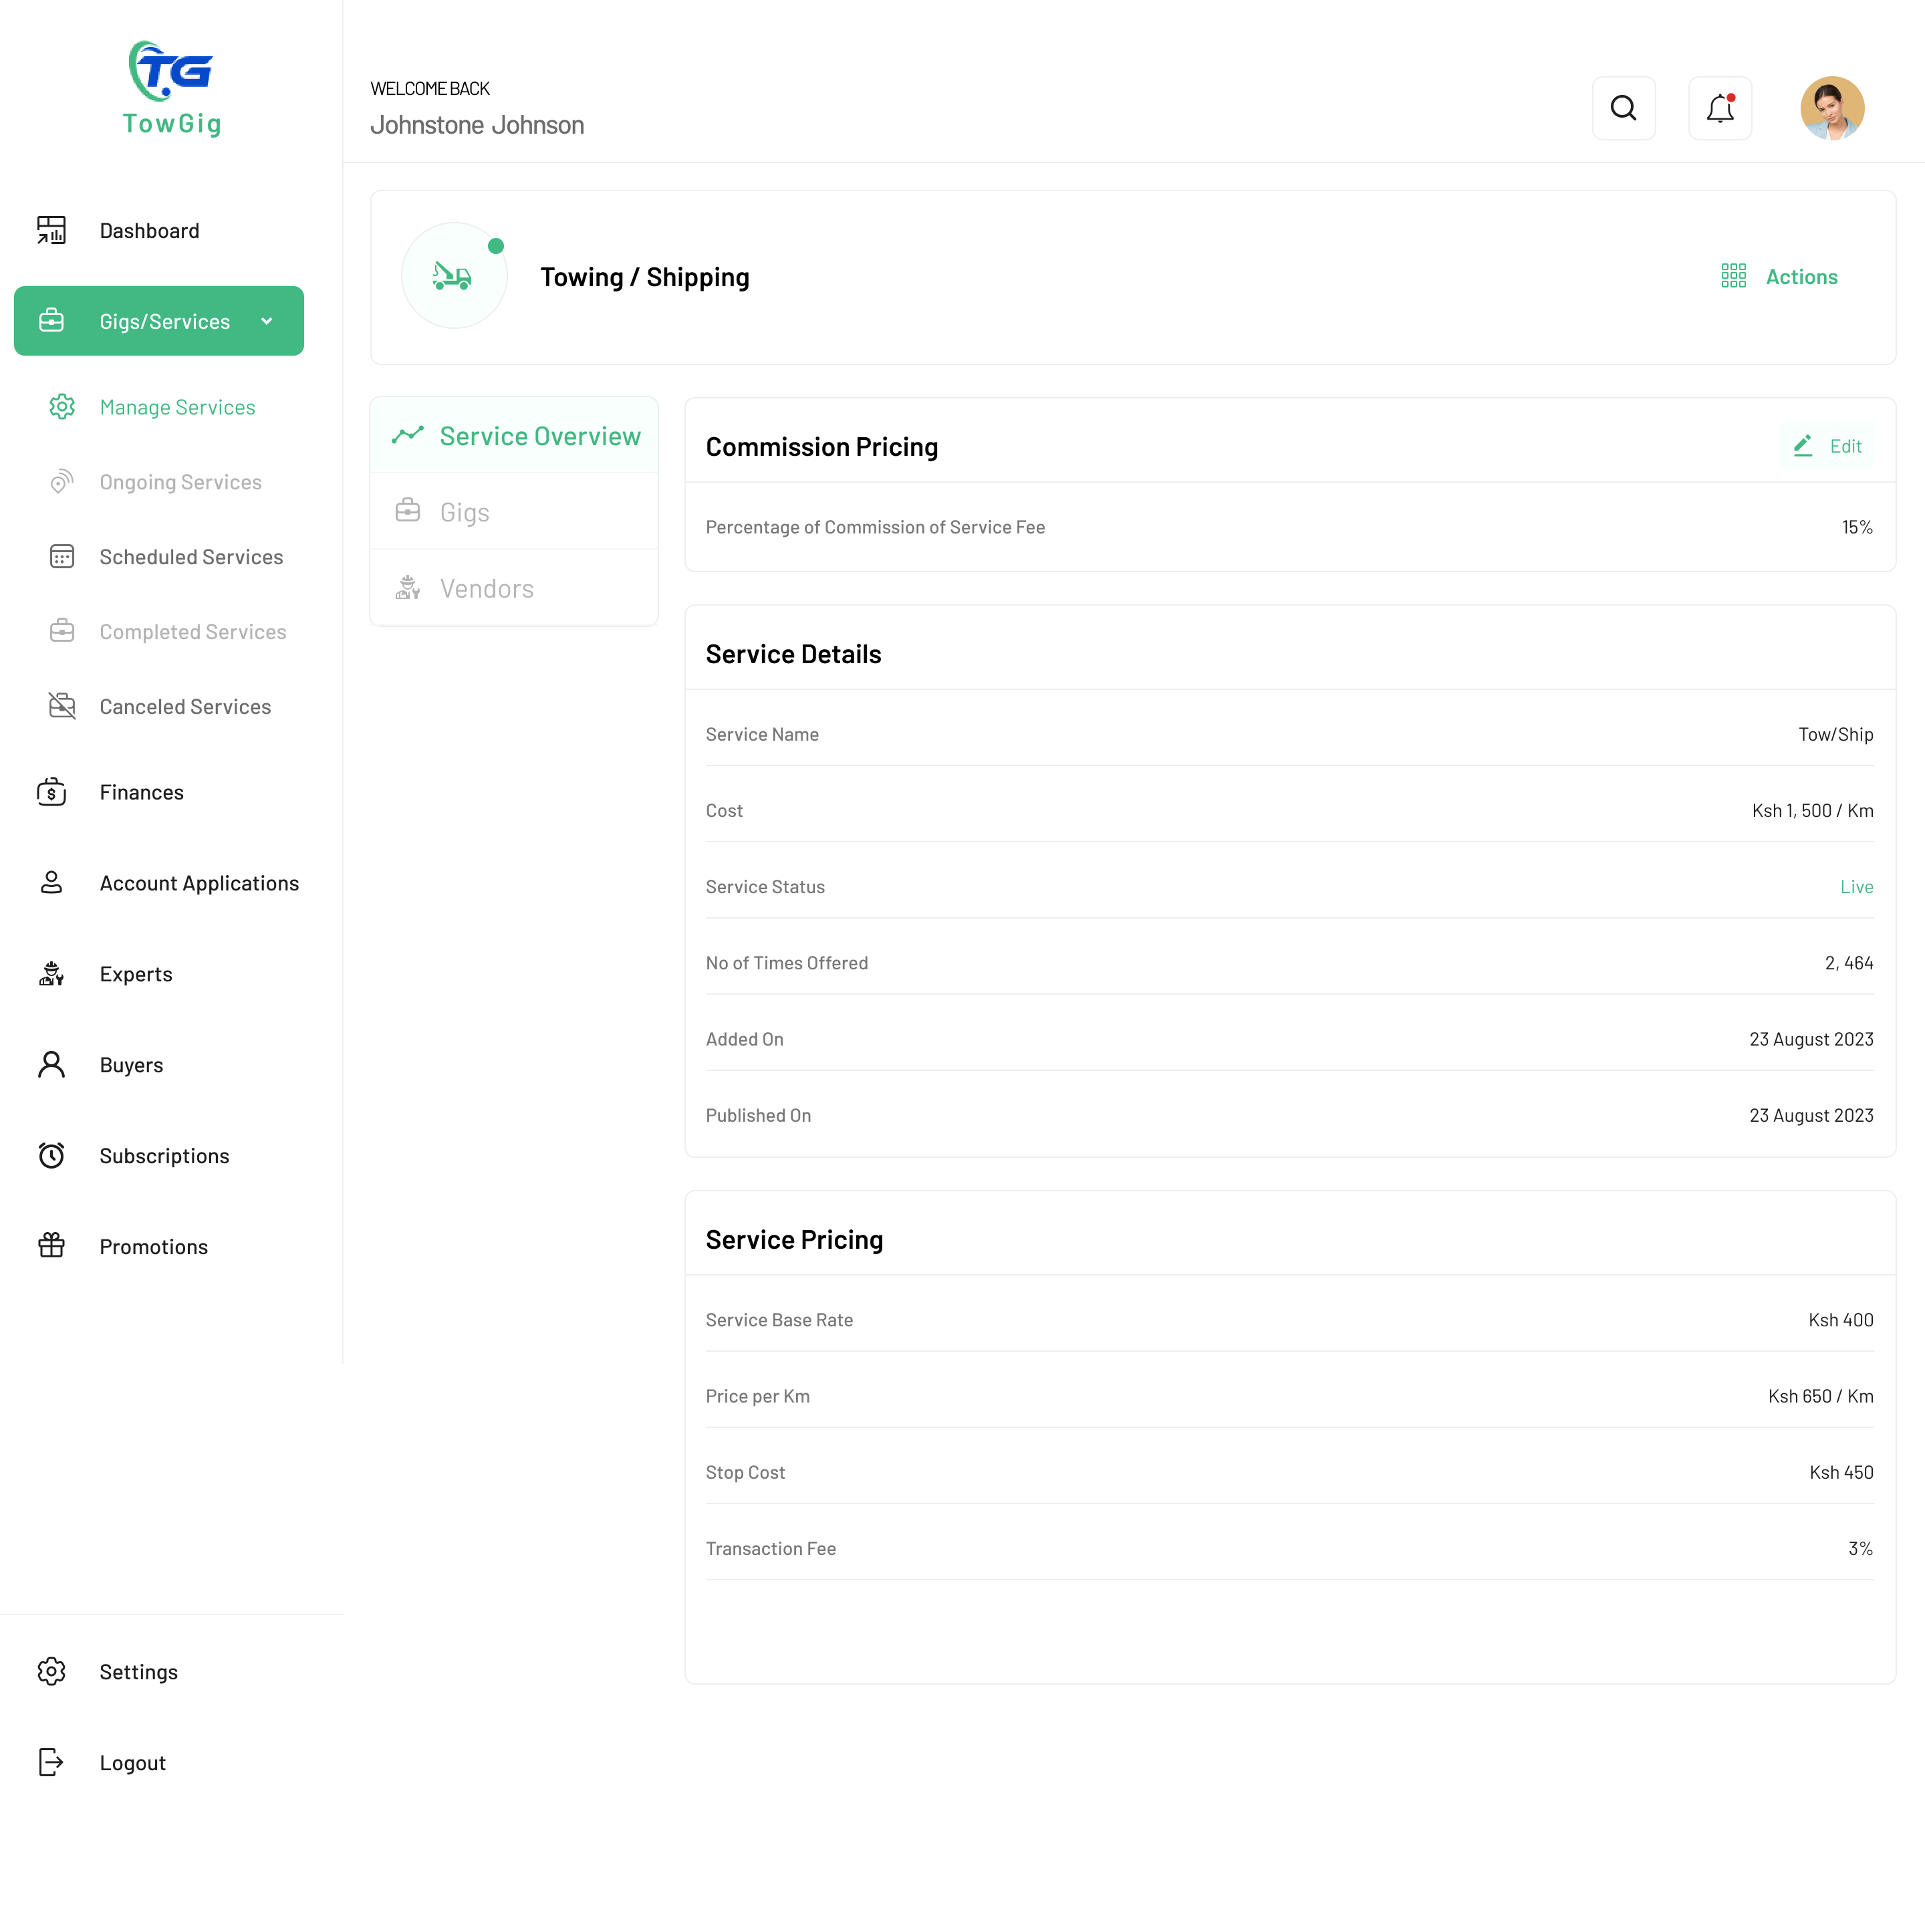 TG
TowGig
WELCOME BACK
Johnstone Johnson
Dashboard
Gigs/Services
Manage Services
Ongoing Services
Scheduled Services
Completed Services
Canceled Services
Finances
Account Applications
Experts
Buyers
Subscriptions
Promotions
Settings
Logout
Towing / Shipping
Actions
Service Overview
Gigs
Vendors
Commission Pricing
Edit
Percentage of Commission of Service Fee 15%
Service Details
Service Name Tow/Ship
Cost Ksh 1, 500 / Km
Service Status Live
No of Times Offered 2, 464
Added On 23 August 2023
Published On 23 August 2023
Service Pricing
Service Base Rate Ksh 400
Price per Km Ksh 650 / Km
Stop Cost Ksh 450
Transaction Fee 3%